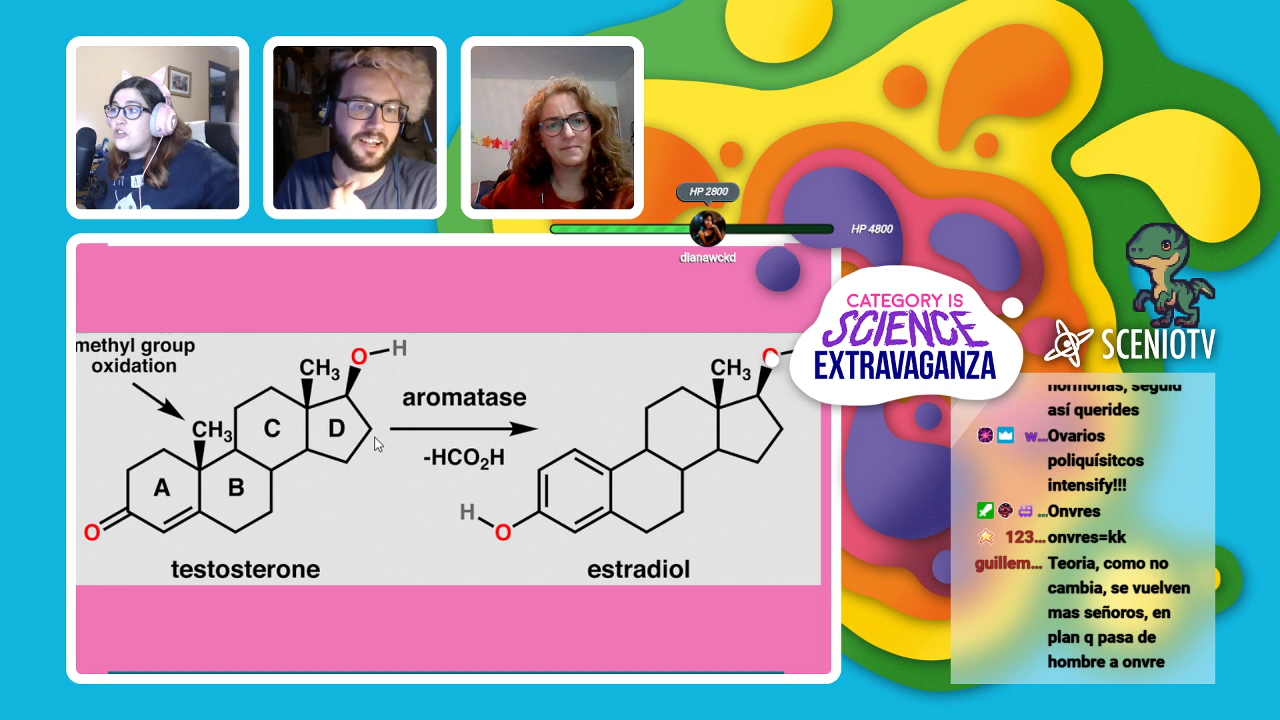 HP 2800
HP 4800
dianawckd
CATEGORY IS
SCIENCE
EXTRAVAGANZA
SCENIOTV
methyl group
oxidation
CH3
O H
CH3
A B C D
O
testosterone
aromatase
-HCO2H
CH3
O
H O
estradiol
hormonas, seguid
así querides
w...Ovarios
poliquísitcos
intensify!!!
...Onvres
123...onvres=kk
guillem... Teoria, como no
cambia, se vuelven
mas señoros, en
plan q pasa de
hombre a onvre